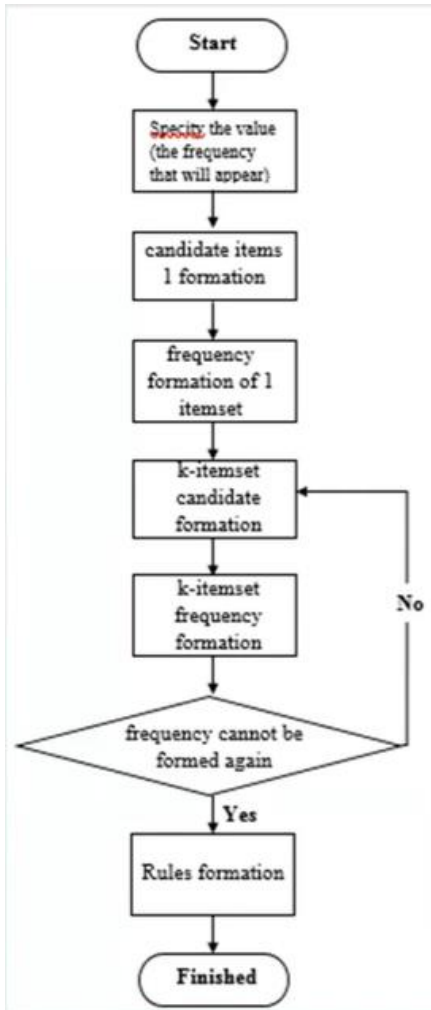 Start
Specity the value
(the frequency
that will appear)
candidate items
1 formation
frequency
formation of 1
itemset
k-itemset
candidate
formation
k-itemset
frequency
formation
No
frequency cannot be
formed again
Yes
Rules formation
Finished